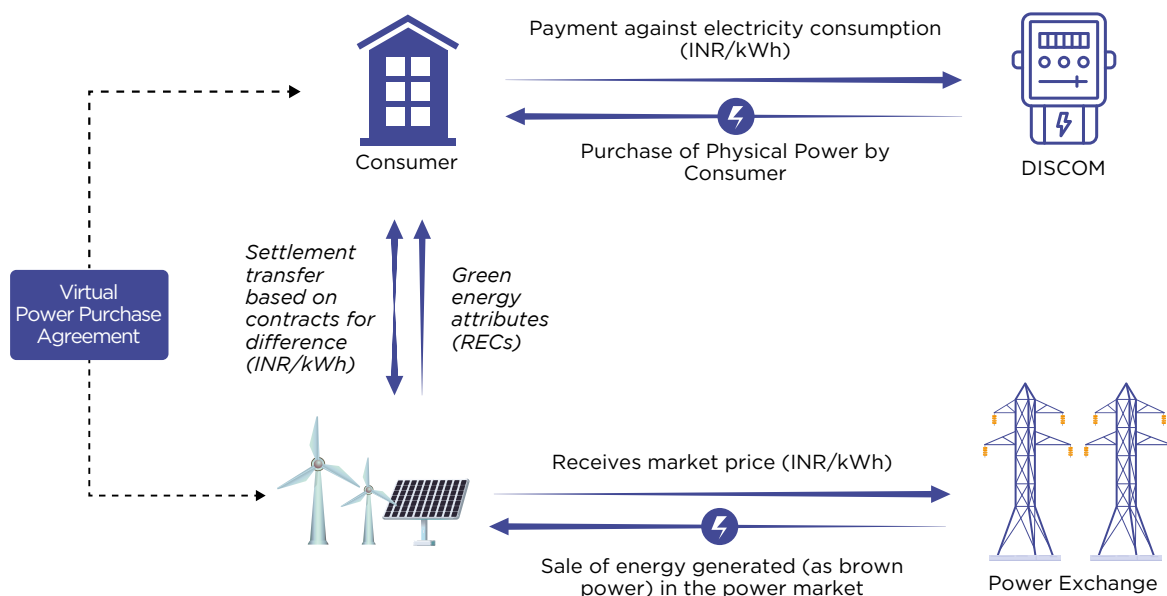 Payment against electricity consumption
(INR/kWh)
Consumer
Purchase of Physical Power by
Consumer
DISCOM
Virtual
Power Purchase
Agreement
Settlement
transfer
based on
contracts for
difference
(INR/kWh)
Green
energy
attributes
(RECs)
Receives market price (INR/kWh)
Sale of energy generated (as brown
power) in the power market
Power Exchange